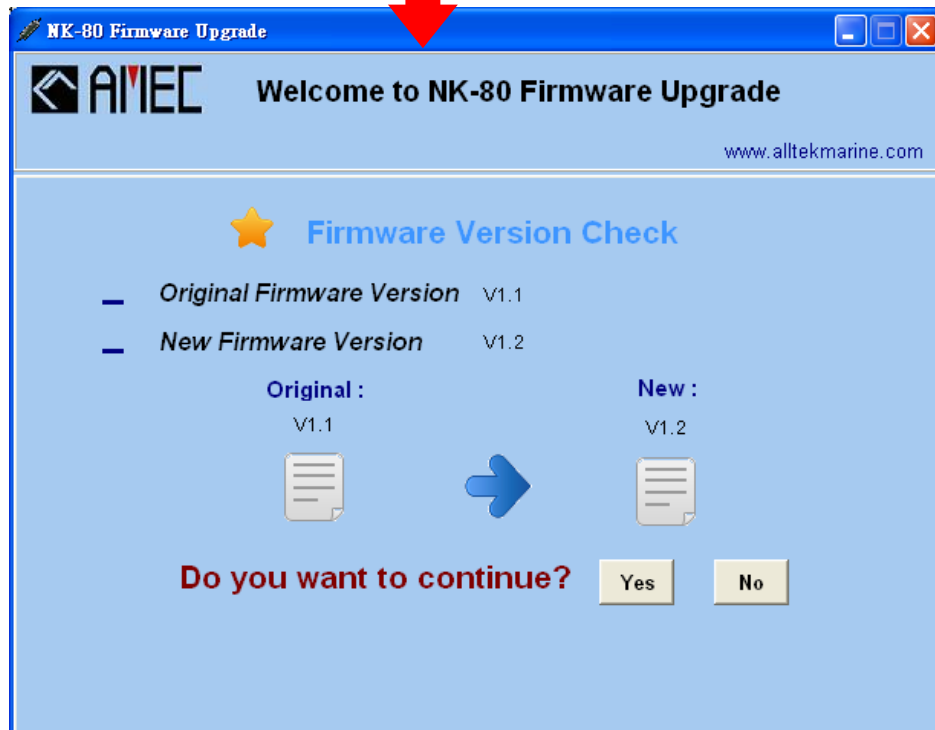 NK-80 Firmware Upgrade
AMEC Welcome to NK-80 Firmware Upgrade
www.alltekmarine.com
Firmware Version Check
Original Firmware Version V1.1
New Firmware Version V1.2
Original : New :
V1.1 V1.2
Do you want to continue? Yes No